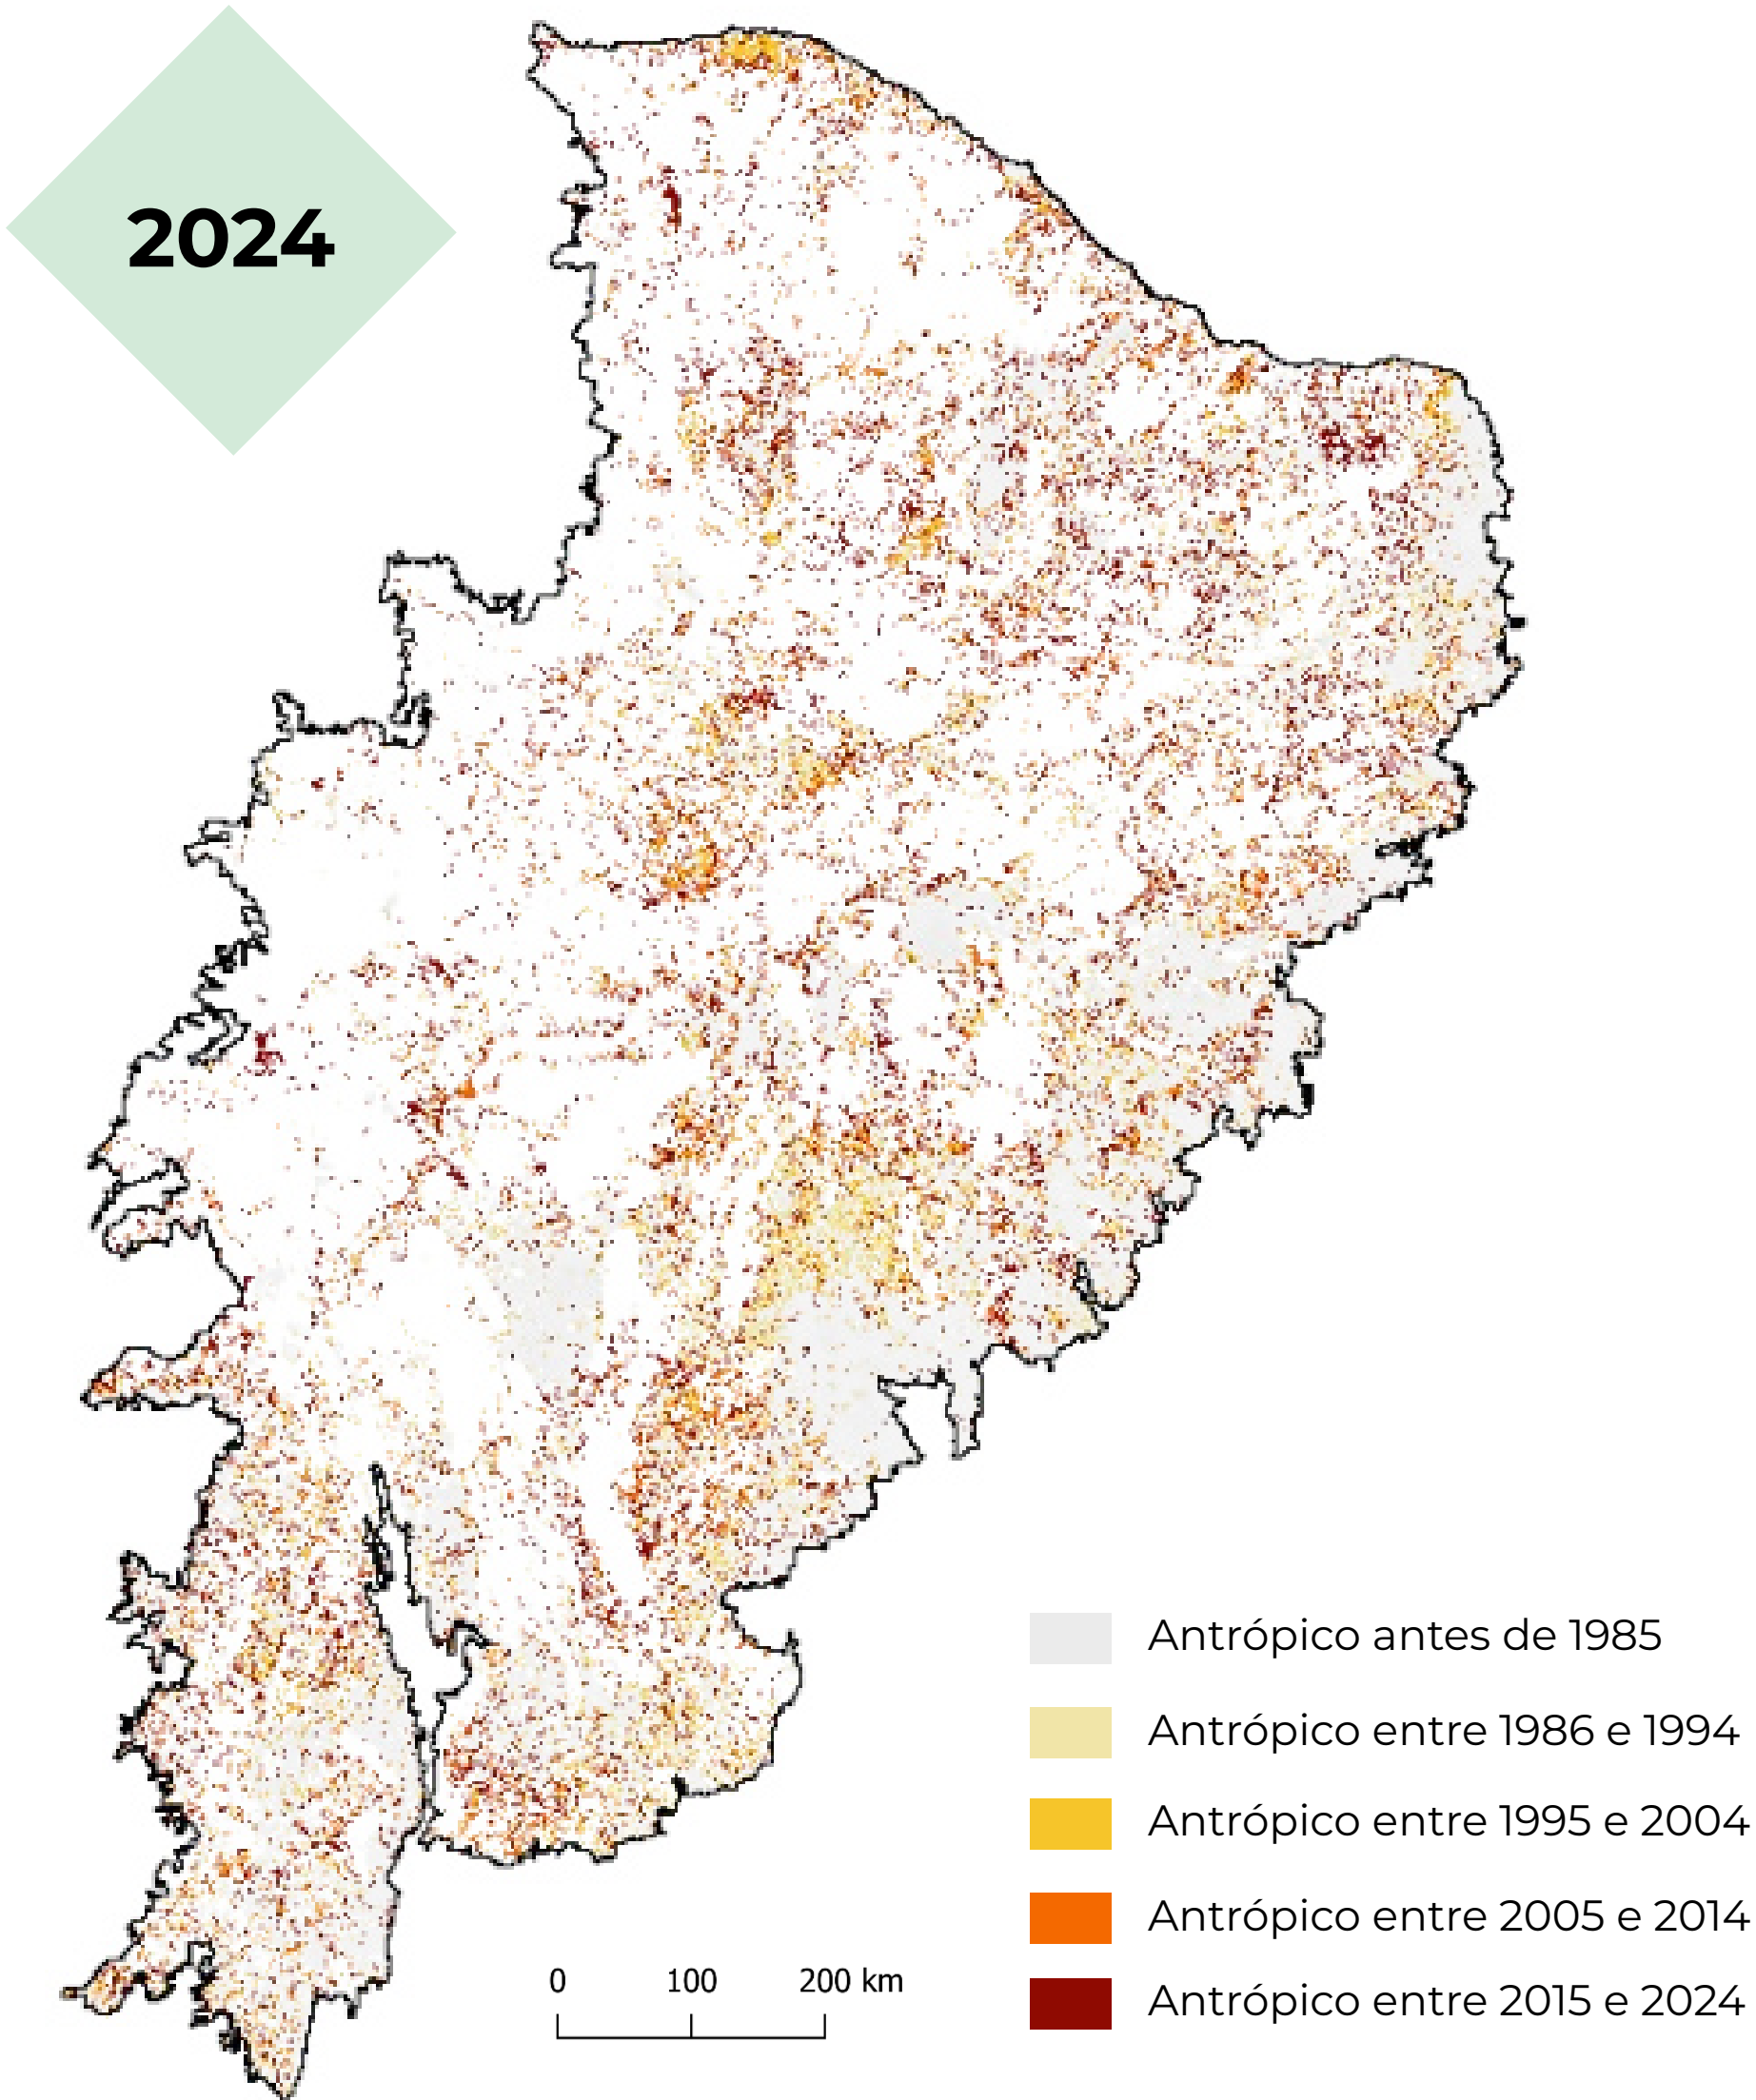 2024
Antrópico antes de 1985
Antrópico entre 1986 e 1994
Antrópico entre 1995 e 2004
Antrópico entre 2005 e 2014
Antrópico entre 2015 e 2024
0 100 200 km